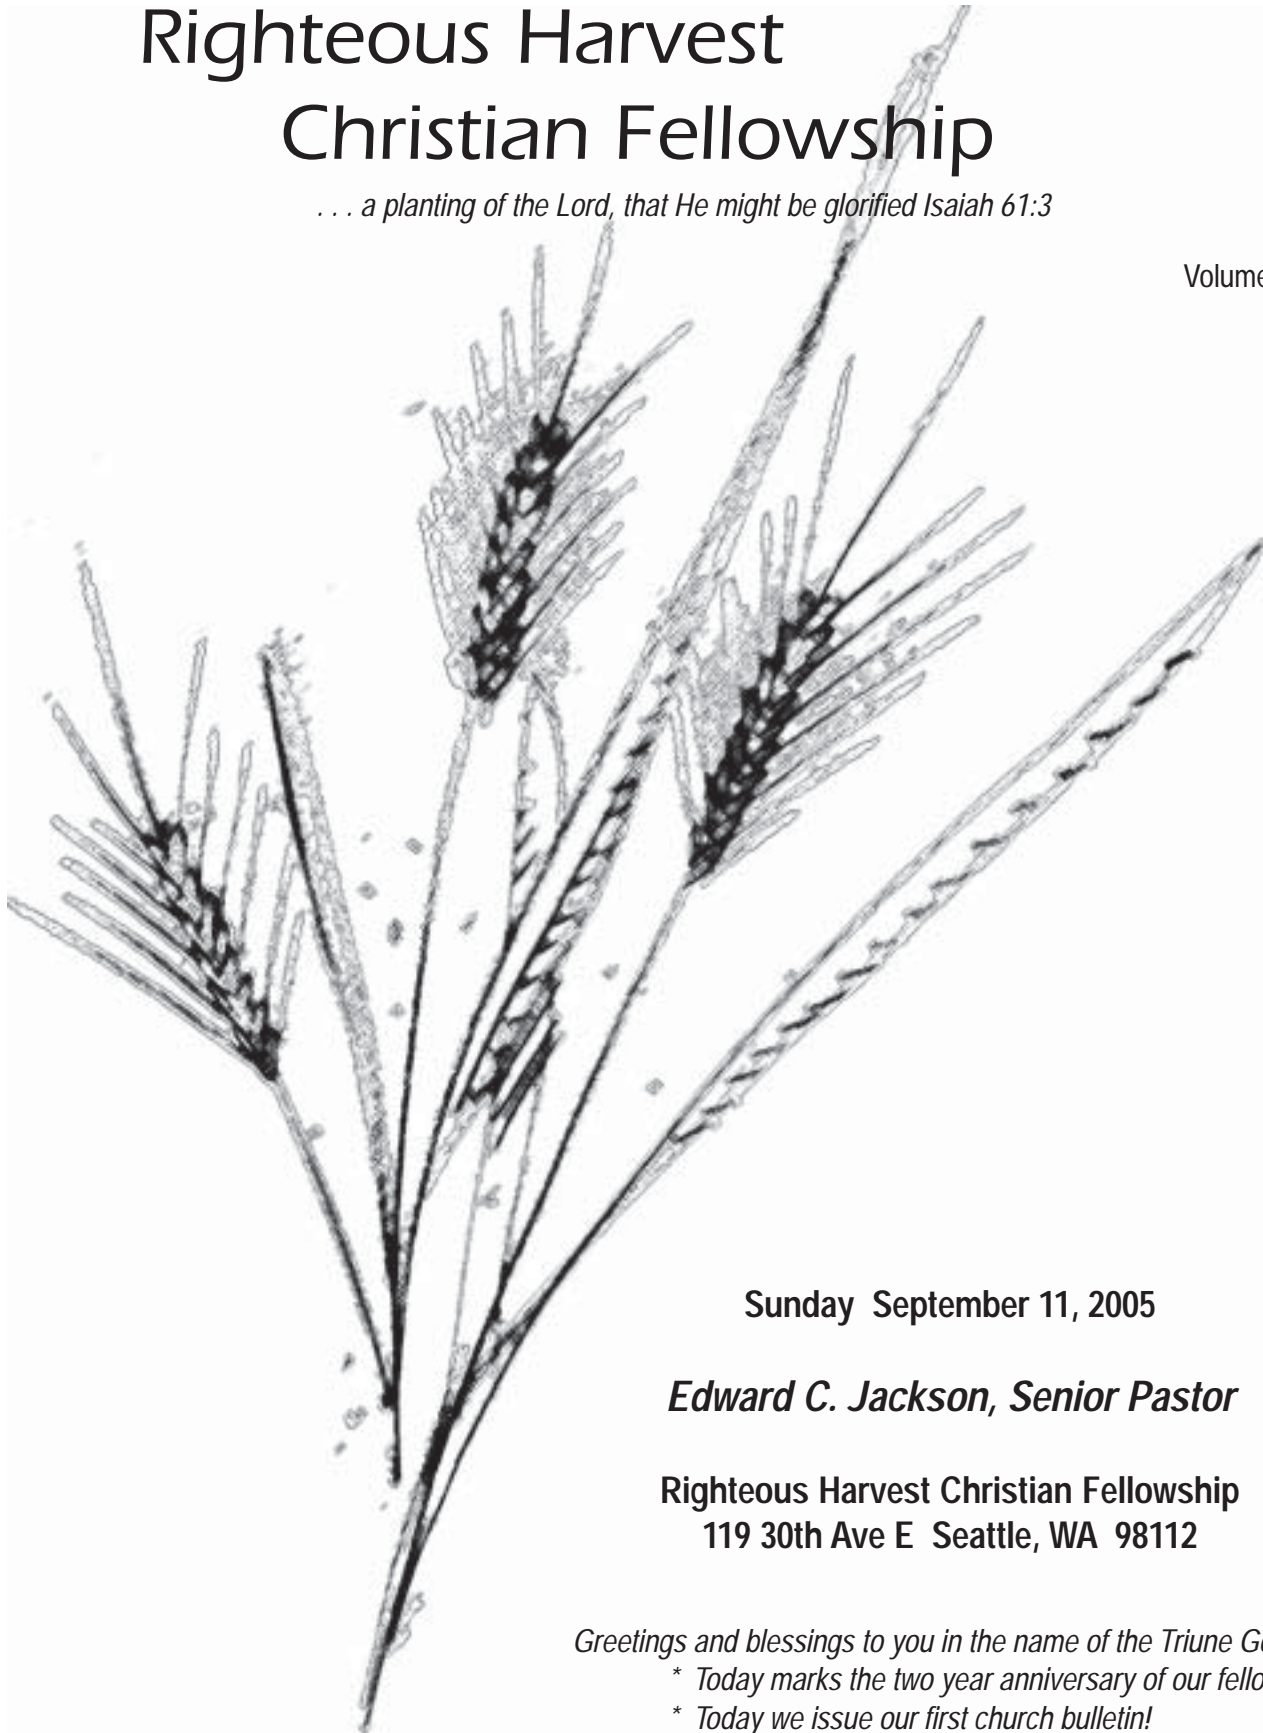 Righteous Harvest
Christian Fellowship
. . . a planting of the Lord, that He might be glorified Isaiah 61:3
Volume
Sunday September 11, 2005
Edward C. Jackson, Senior Pastor
Righteous Harvest Christian Fellowship
119 30th Ave E Seattle, WA 98112
Greetings and blessings to you in the name of the Triune
* Today marks the two year anniversary of our
* Today we issue our first church bulletin!